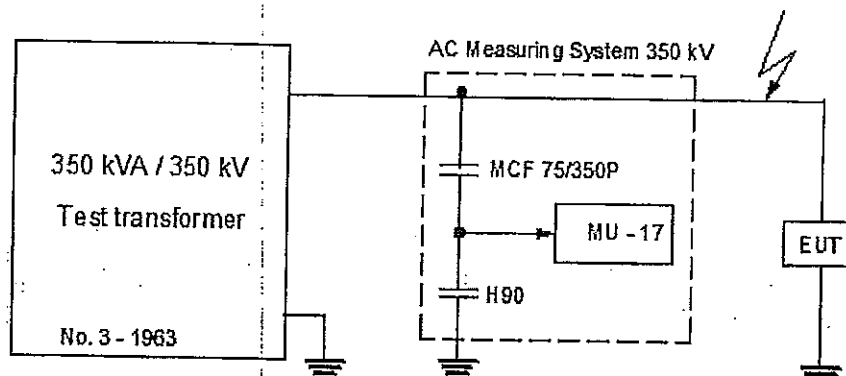 AC Measuring System 350 kV
350 kVA / 350 kV
Test transformer
MCF 75/350P
MU - 17
EUT
H90
No. 3 - 1963